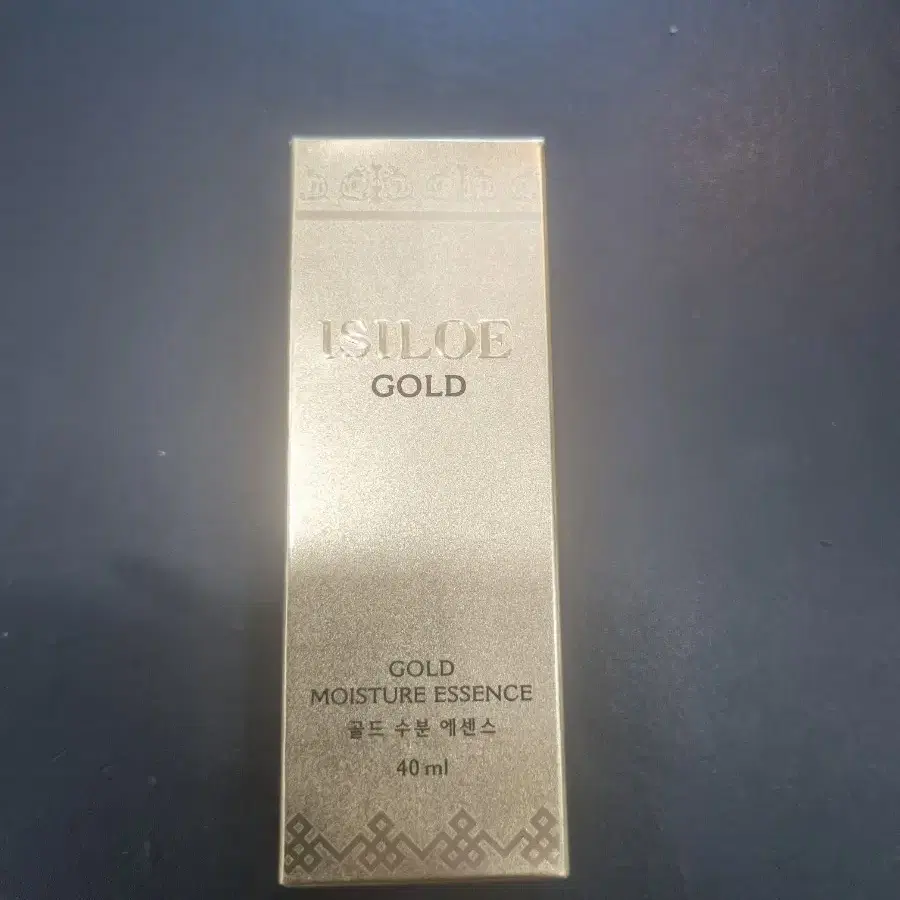 ISILOE
GOLD
GOLD
MOISTURE ESSENCE
골드 수분 에센스
40 ml